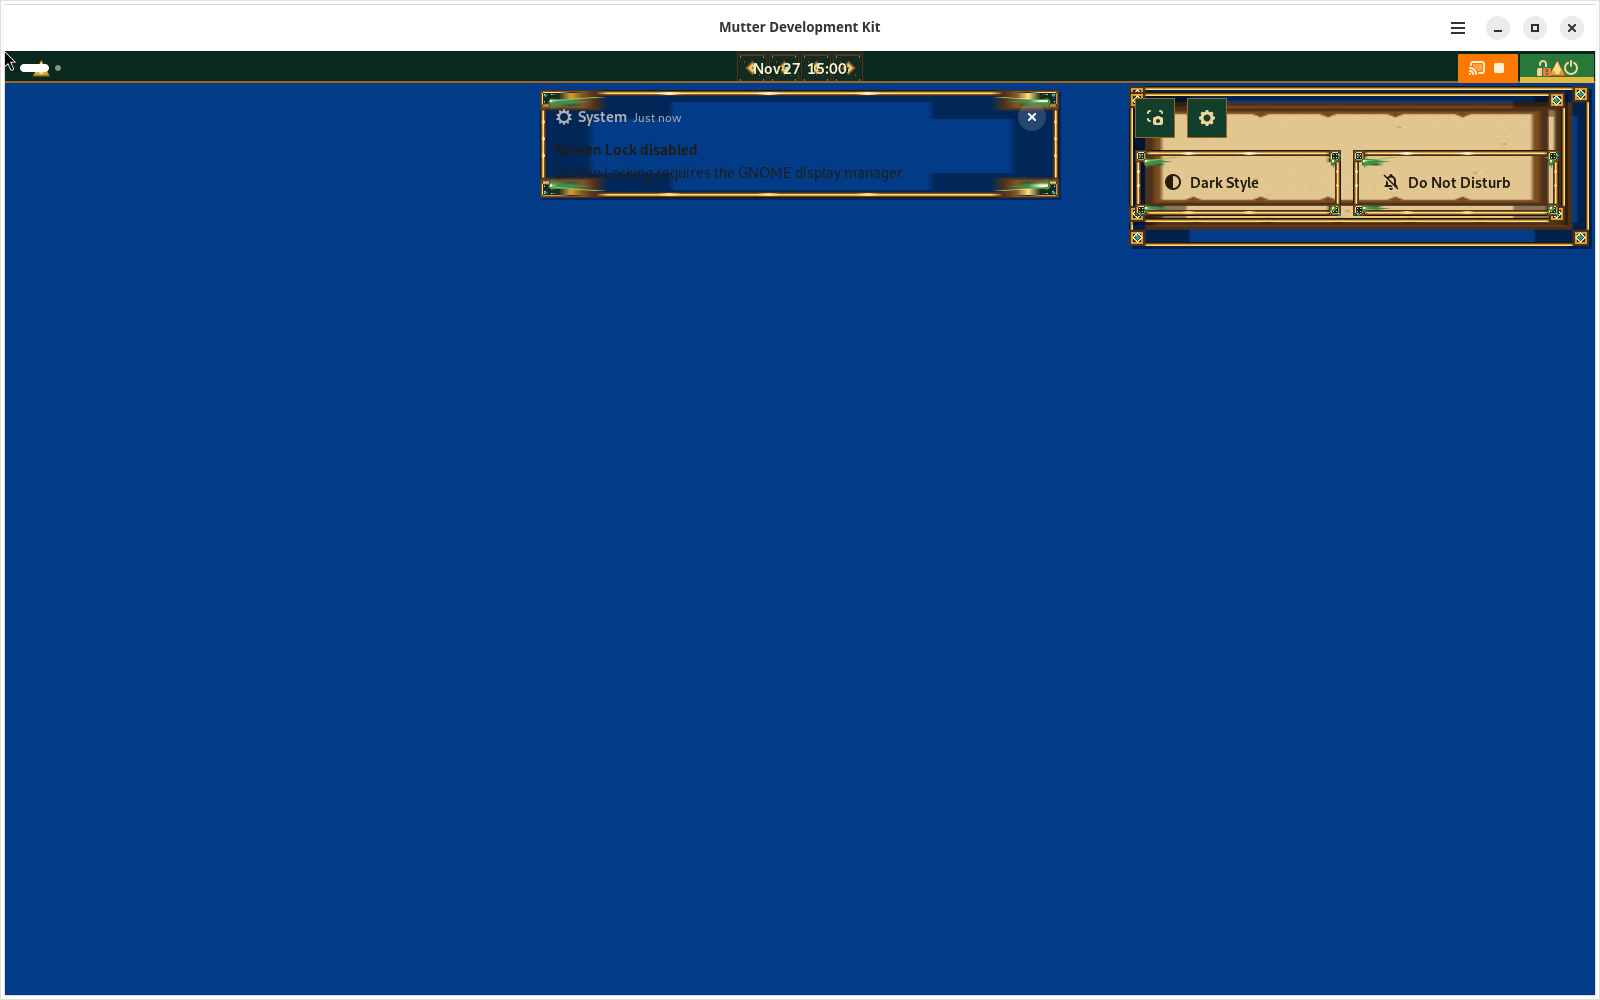 Mutter Development Kit
Nov 27 15:00
System Just now
Screen Lock disabled
Screen Locking requires the GNOME display manager
Dark Style
Do Not Disturb